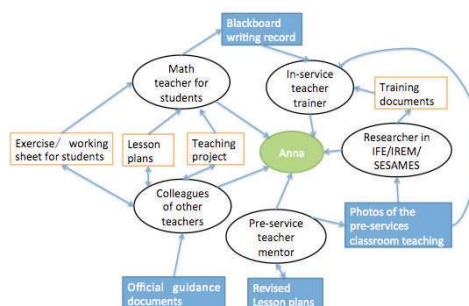 Blackboard
writing record
Math
teacher for
students
In-service
teacher
trainer
Training
documents
Exercise/ working
sheet for students
Lesson
plans
Teaching
project
Anna
Researcher in
IFE/IREM/
SESAMES
Colleagues
of other
teachers
Pre-service
teacher
mentor
Photos of the
pre-services
classroom teaching
Official guidance
documents
Revised
Lesson plans